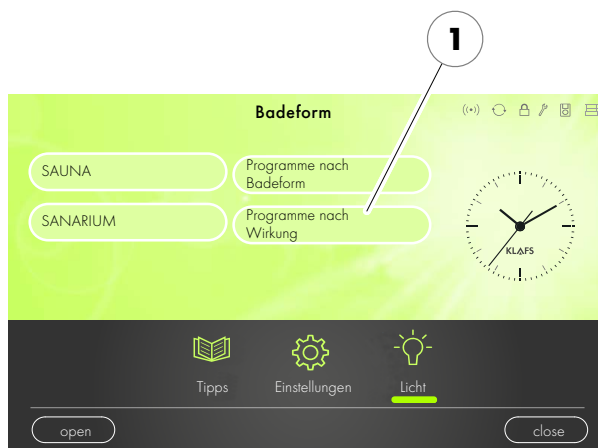 1
Badeform
SAUNA
Programme nach
Badeform
SANARIUM
Programme nach
Wirkung
KLAFS
Tipps
Einstellungen
Licht
open
close